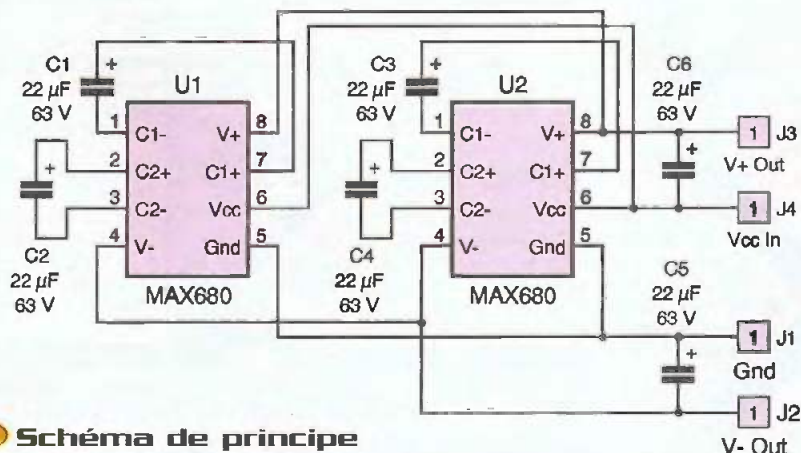 C1
22 µF
63 V
U1
1 C1- V+ 8
2 C2+ C1+ 7
3 C2- Vcc 6
4 V- Gnd 5
MAX680
C2
22 µF
63 V
C3
22 µF
63 V
U2
1 C1- V+ 8
2 C2+ C1+ 7
3 C2- Vcc 6
4 V- Gnd 5
MAX680
C4
22 µF
63 V
C6
22 µF
63 V
1 J3
V+ Out
1 J4
Vcc In
C5
22 µF
63 V
1 J1
Gnd
1 J2
V- Out
Schéma de principe